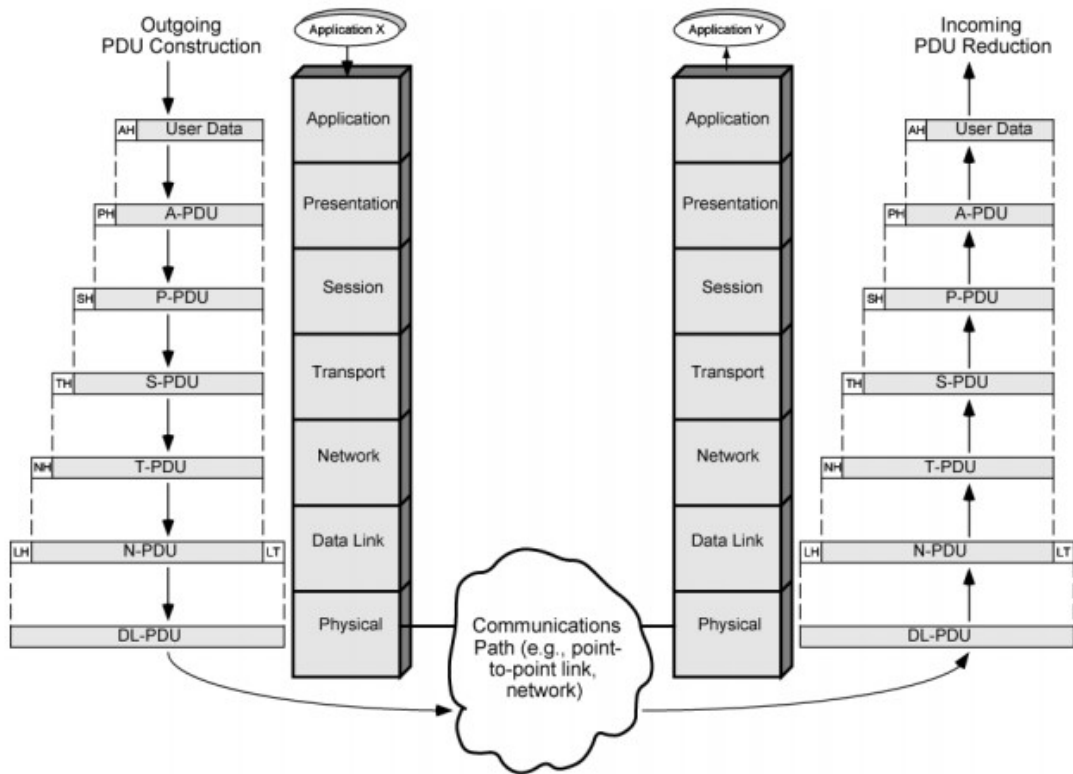 Outgoing
PDU Construction
Application X
Application Y
Incoming
PDU Reduction
AH User Data
Application
Application
AH User Data
PH A-PDU
Presentation
Presentation
PH A-PDU
SH P-PDU
Session
Session
SH P-PDU
TH S-PDU
Transport
Transport
TH S-PDU
NH T-PDU
Network
Network
NH T-PDU
LH N-PDU LT
Data Link
Data Link
LH N-PDU LT
DL-PDU
Physical
Communications
Path (e.g., point-
to-point link,
network)
Physical
DL-PDU